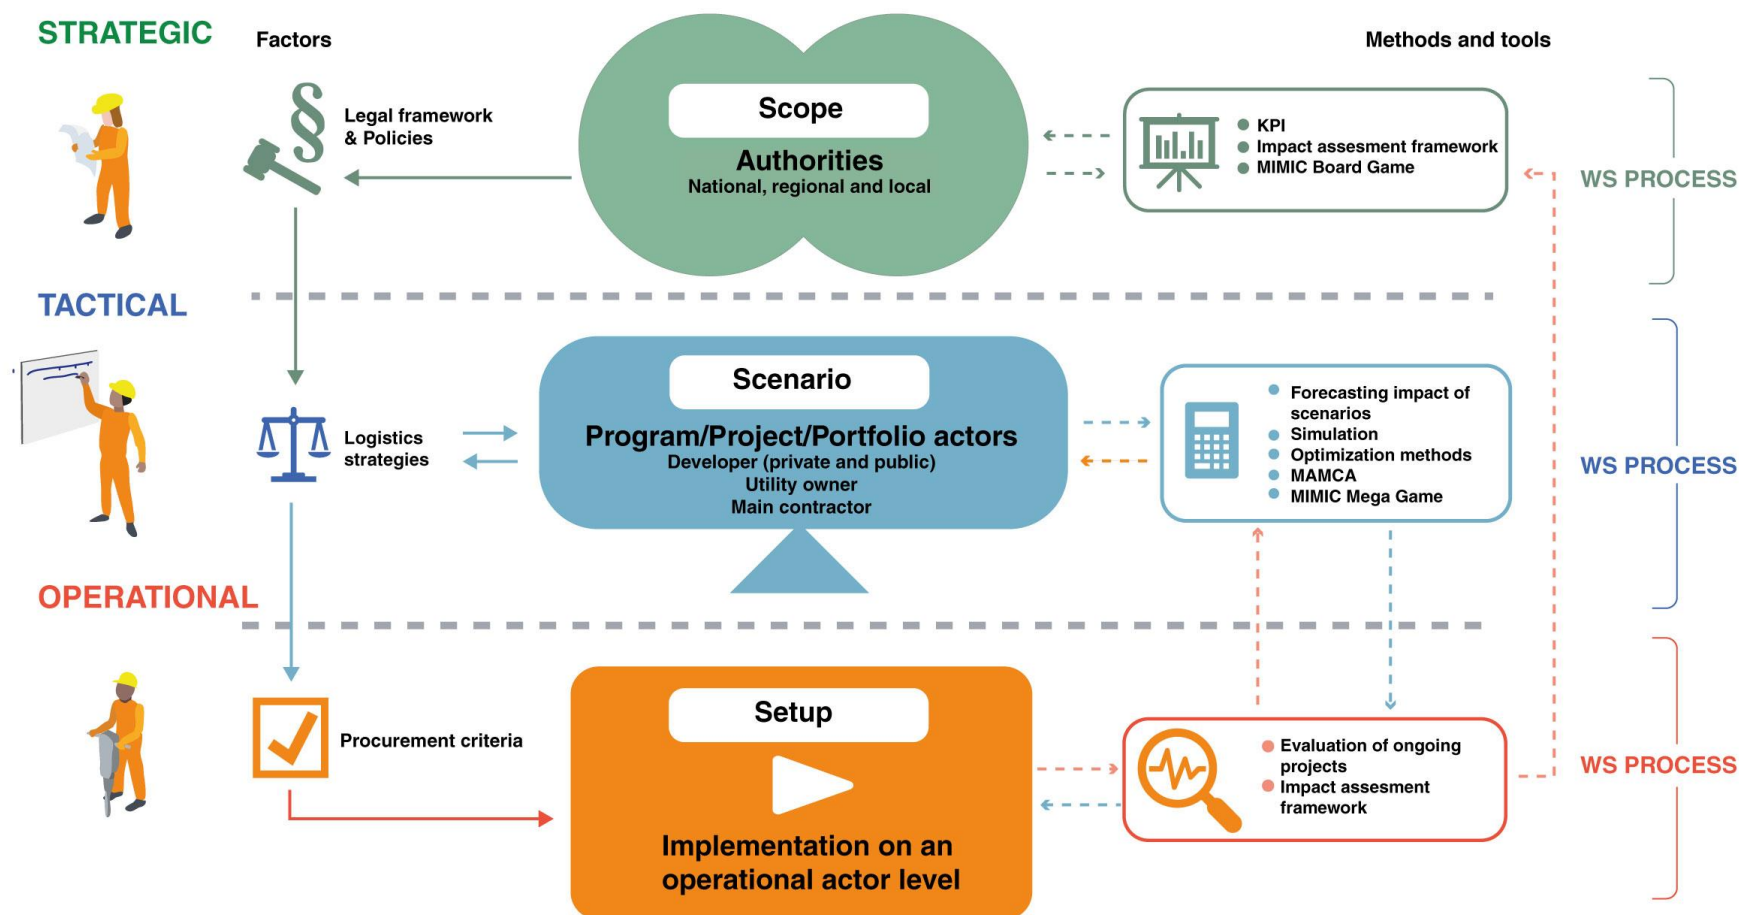 STRATEGIC
Factors
Methods and tools
Legal framework
& Policies
Scope
Authorities
National, regional and local
KPI
Impact assesment framework
MIMIC Board Game
WS PROCESS
TACTICAL
Logistics
strategies
Scenario
Program/Project/Portfolio actors
Developer (private and public)
Utility owner
Main contractor
Forecasting impact of
scenarios
Simulation
Optimization methods
MAMCA
MIMIC Mega Game
WS PROCESS
OPERATIONAL
Procurement criteria
Setup
Implementation on an
operational actor level
Evaluation of ongoing
projects
Impact assesment
framework
WS PROCESS